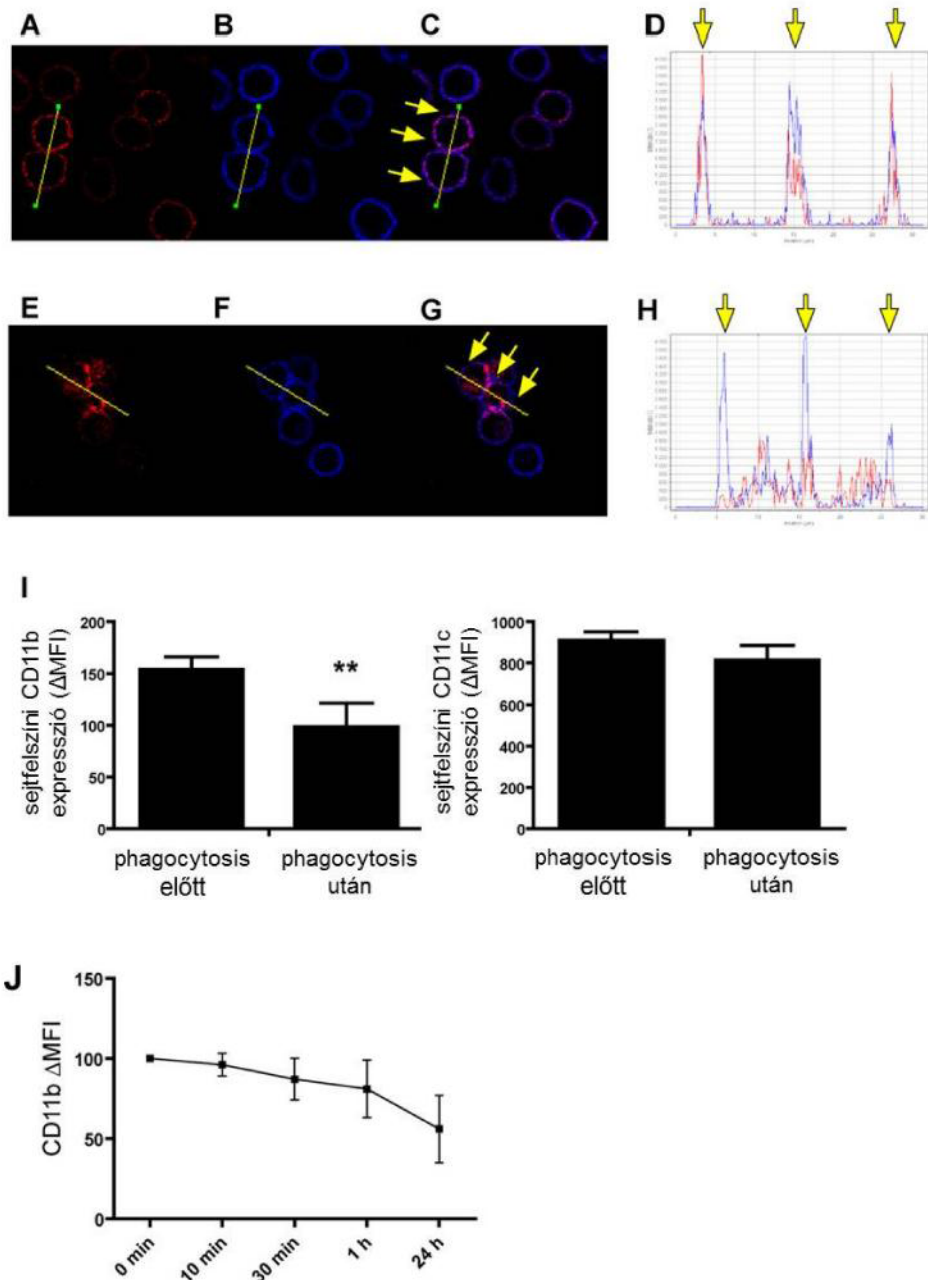 A
B
C
D
E
F
G
H
I
sejtfelszíni CD11b
expresszió (ΔMFI)
200
150
100
50
0
**
phagocytosis
előtt
phagocytosis
után
sejtfelszíni CD11c
expresszió (ΔMFI)
1000
800
600
400
200
0
phagocytosis
előtt
phagocytosis
után
J
CD11b ΔMFI
150
100
50
0
0 min
10 min
30 min
1 h
24 h